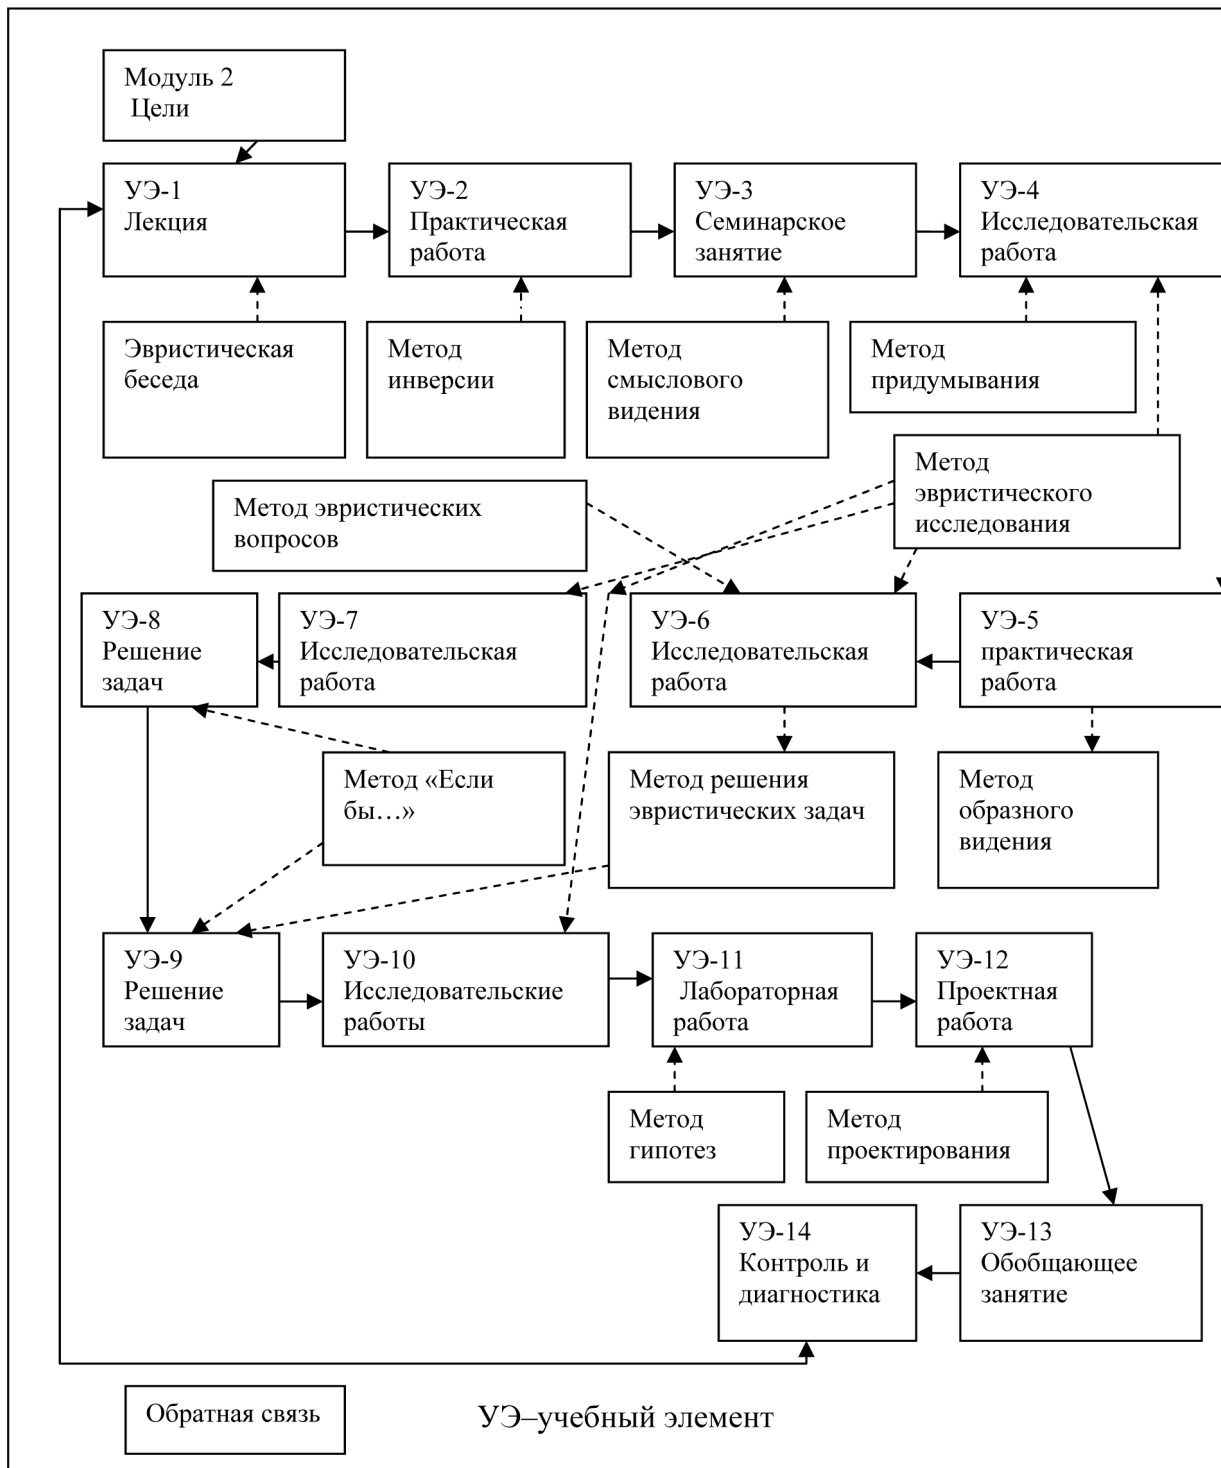 Модуль 2
Цели
УЭ-1
Лекция
УЭ-2
Практическая
работа
УЭ-3
Семинарское
занятие
УЭ-4
Исследовательская
работа
Эвристическая
беседа
Метод
инверсии
Метод
смыслового
видения
Метод
придумывания
Метод
эвристического
исследования
Метод эвристических
вопросов
УЭ-8
Решение
задач
УЭ-7
Исследовательская
работа
УЭ-6
Исследовательская
работа
УЭ-5
практическая
работа
Метод «Если
бы…»
Метод решения
эвристических задач
Метод
образного
видения
УЭ-9
Решение
задач
УЭ-10
Исследовательские
работы
УЭ-11
Лабораторная
работа
УЭ-12
Проектная
работа
Метод
гипотез
Метод
проектирования
УЭ-14
Контроль и
диагностика
УЭ-13
Обобщающее
занятие
Обратная связь
УЭ–учебный элемент